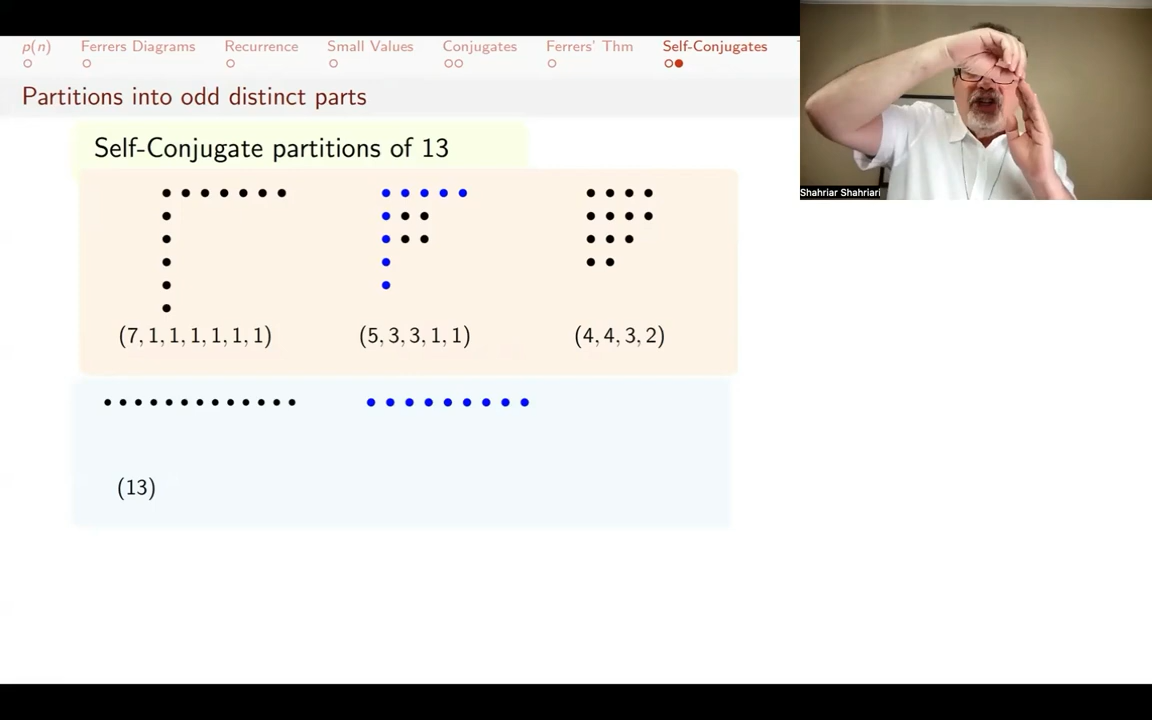 p(n) Ferrers Diagrams Recurrence Small Values Conjugates Ferrers' Thm Self-Conjugates
Partitions into odd distinct parts
Shahriar Shahriari
Self-Conjugate partitions of 13
(7, 1, 1, 1, 1, 1, 1) (5, 3, 3, 1, 1) (4, 4, 3, 2)
(13)